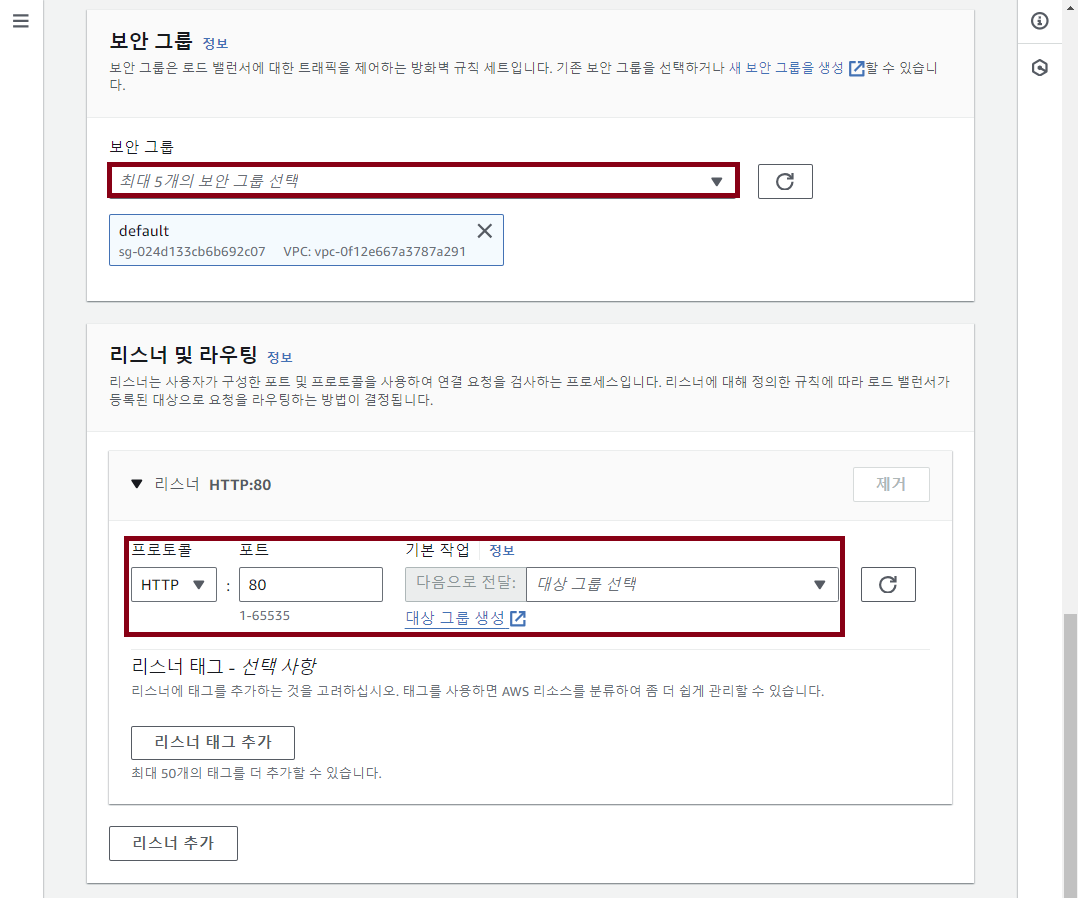 보안 그룹 정보
보안 그룹은 로드 밸런서에 대한 트래픽을 제어하는 방화벽 규칙 세트입니다. 기존 보안 그룹을 선택하거나 새 보안 그룹을 생성 할 수 있습니
다.
보안 그룹
최대 5개의 보안 그룹 선택
default
sg-024d133cb6b692c07 VPC: vpc-0f12e667a3787a291
리스너 및 라우팅 정보
리스너는 사용자가 구성한 포트 및 프로토콜을 사용하여 연결 요청을 검사하는 프로세스입니다. 리스너에 대해 정의한 규칙에 따라 로드 밸런서가
등록된 대상으로 요청을 라우팅하는 방법이 결정됩니다.
리스너 HTTP:80 제거
프로토콜 포트 기본 작업 정보
HTTP : 80 다음으로 전달: 대상 그룹 선택
1-65535 대상 그룹 생성
리스너 태그 - 선택 사항
리스너에 태그를 추가하는 것을 고려하십시오. 태그를 사용하면 AWS 리소스를 분류하여 좀 더 쉽게 관리할 수 있습니다.
리스너 태그 추가
최대 50개의 태그를 더 추가할 수 있습니다.
리스너 추가